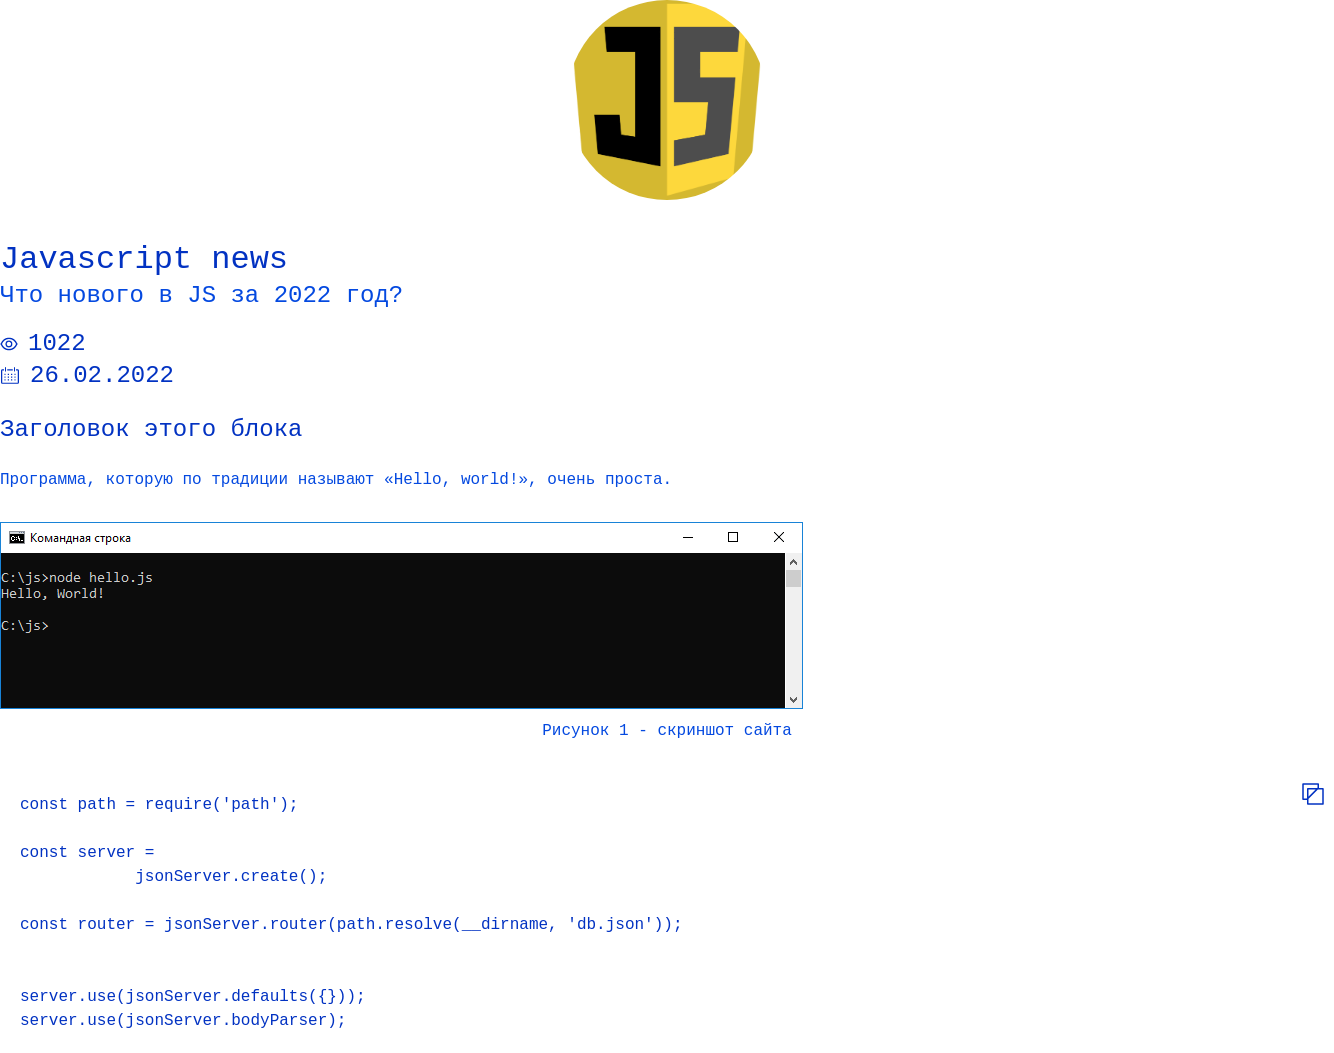 JS
Javascript news
Что нового в JS за 2022 год?
1022
26.02.2022
Заголовок этого блока
Программа, которую по традиции называют «Hello, world!», очень проста.
Командная строка
C:\js>node hello.js
Hello, World!
C:\js>
Рисунок 1 - скриншот сайта
const path = require('path');
const server =
jsonServer.create();
const router = jsonServer.router(path.resolve(__dirname, 'db.json'));
server.use(jsonServer.defaults({}));
server.use(jsonServer.bodyParser);